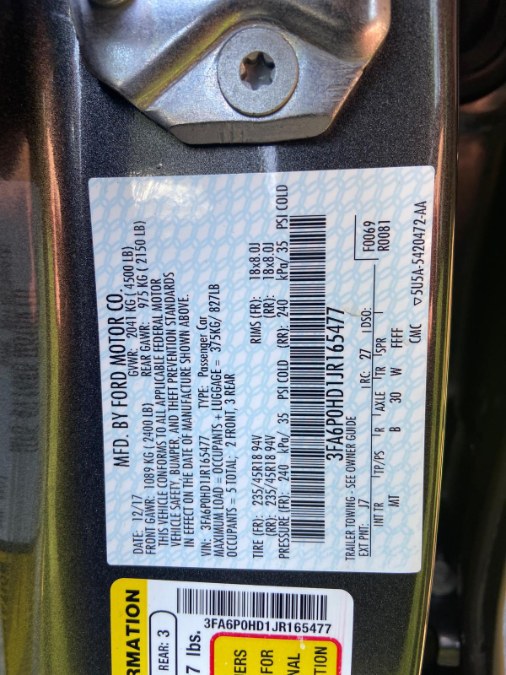 MFD. BY FORD MOTOR CO.
DATE: 12/17 GVWR: 2041 KG ( 4500 LB)
FRONT GAWR: 1089 KG ( 2400 LB) REAR GAWR: 975 KG ( 2150 LB)
THIS VEHICLE CONFORMS TO ALL APPLICABLE FEDERAL MOTOR
VEHICLE SAFETY, BUMPER, AND THEFT PREVENTION STANDARDS
IN EFFECT ON THE DATE OF MANUFACTURE SHOWN ABOVE.
VIN: 3FA6P0HD1JR165477 TYPE: Passenger Car
MAXIMUM LOAD = OCCUPANTS + LUGGAGE = 375KG/ 827LB
OCCUPANTS = 5 TOTAL; 2 FRONT, 3 REAR
TIRE (FR): 235/45R18 94V RIMS (FR): 18x8.0J
(RR): 235/45R18 94V (RR): 18x8.0J
PRESSURE (FR): 240 kPa/ 35 PSI COLD (RR): 240 kPa/ 35 PSI COLD
3FA6P0HD1JR165477
TRAILER TOWING - SEE OWNER GUIDE
EXT PNT: J7 RC: 27 DSO: F0069
R0081
INT TR TP/PS R AXLE TR SPR
MT B 30 W FFFF
CMC ▽5U5A-5420472-AA
3FA6P0HD1JR165477
REAR: 3
7 lbs.